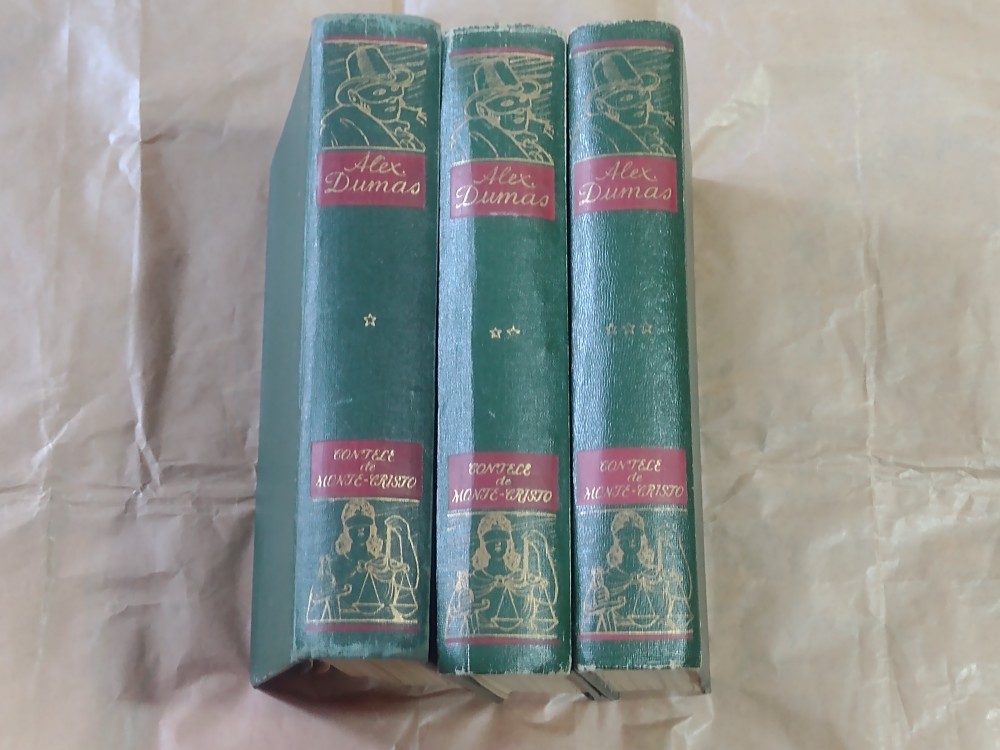 Alex.
Dumas
CONTELE
de
MONTE-CRISTO
Alex.
Dumas
CONTELE
de
MONTE-CRISTO
Alex.
Dumas
CONTELE
de
MONTE-CRISTO